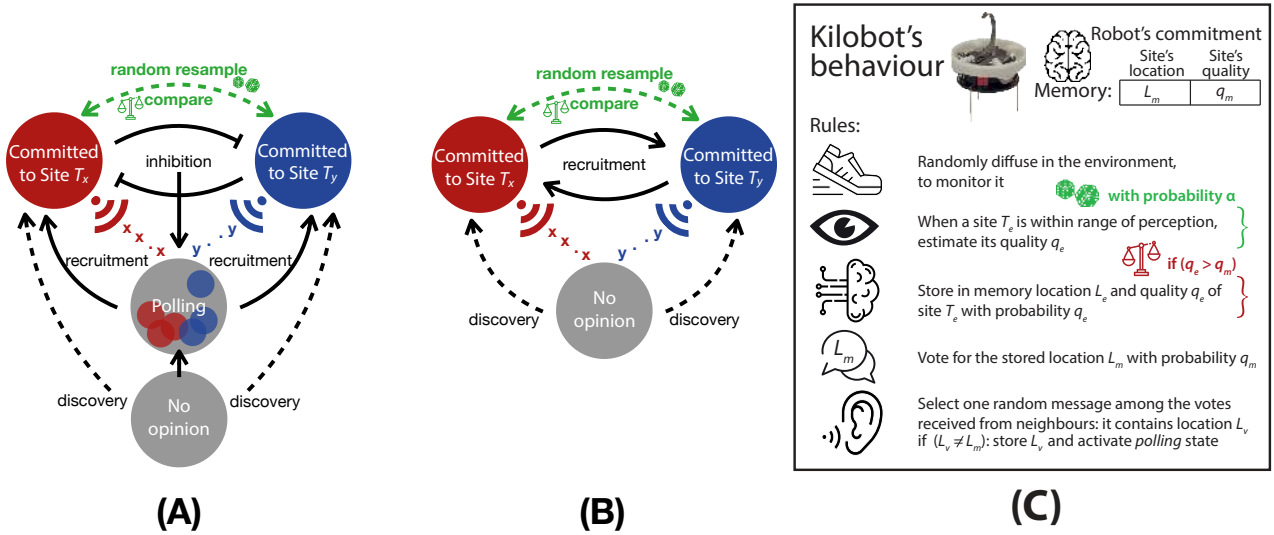 random resample
compare
Committed
to Site Tx
Committed
to Site Ty
inhibition
x x . x
y . . y
recruitment
recruitment
Polling
discovery
discovery
No
opinion
(A)
random resample
compare
Committed
to Site Tx
Committed
to Site Ty
recruitment
x x . x
y . . y
No
opinion
discovery
discovery
(B)
Kilobot's
behaviour
Robot's commitment
Site's
location
Site's
quality
Memory:
Lm
qm
Rules:
Randomly diffuse in the environment,
to monitor it
with probability α
When a site Te is within range of perception,
estimate its quality qe
if (qe > qm)
Store in memory location Le and quality qe of
site Te with probability qe
Lm
Vote for the stored location Lm with probability qm
Select one random message among the votes
received from neighbours: it contains location Lv
if (Lv ≠ Lm): store Lv and activate polling state
(C)